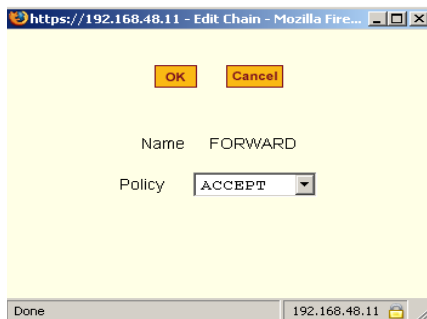 https://192.168.48.11 - Edit Chain - Mozilla Fire...
OK Cancel
Name FORWARD
Policy ACCEPT
Done 192.168.48.11